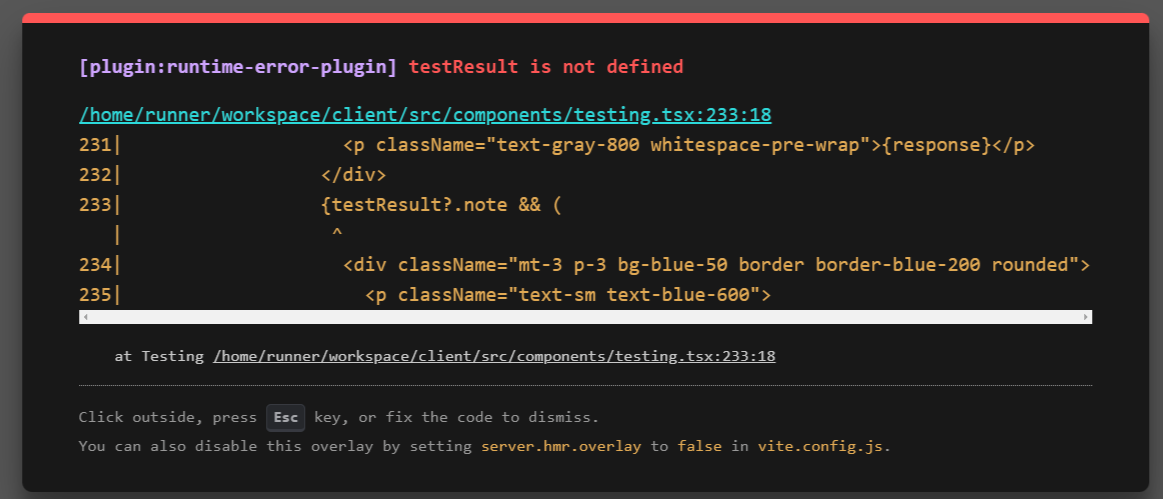 [plugin:runtime-error-plugin] testResult is not defined
/home/runner/workspace/client/src/components/testing.tsx:233:18
231|                    <p className="text-gray-800 whitespace-pre-wrap">{response}</p>
232|                  </div>
233|                  {testResult?.note && (
   |                   ^
234|                    <div className="mt-3 p-3 bg-blue-50 border border-blue-200 rounded">
235|                      <p className="text-sm text-blue-600">
at Testing /home/runner/workspace/client/src/components/testing.tsx:233:18
Click outside, press Esc key, or fix the code to dismiss.
You can also disable this overlay by setting server.hmr.overlay to false in vite.config.js.